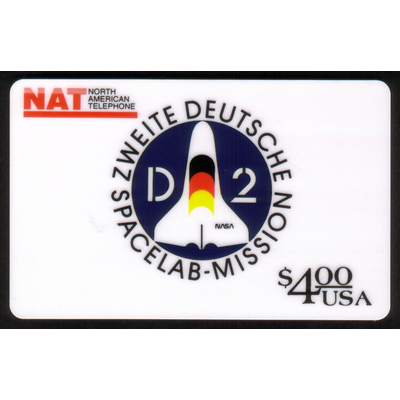 NAT NORTH
AMERICAN
TELEPHONE
ZWEITE DEUTSCHE
D 2
NASA
SPACELAB-MISSION
$4.00
USA